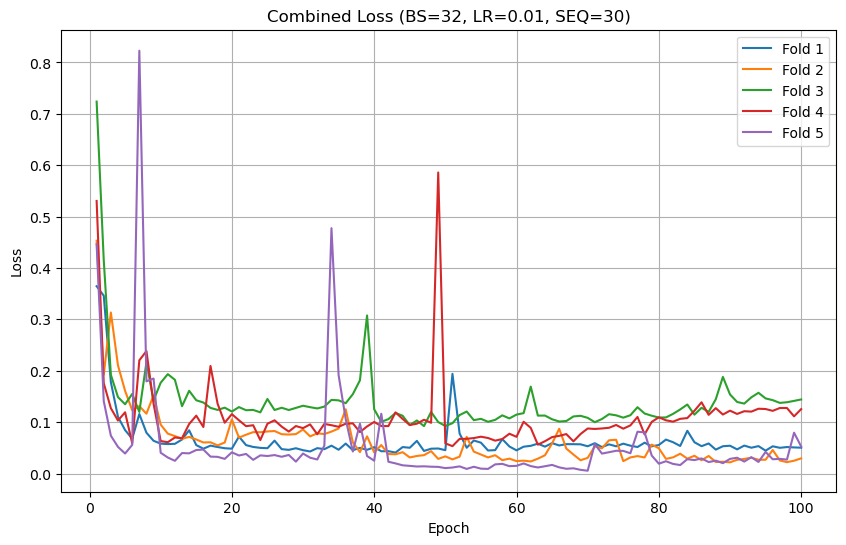 Combined Loss (BS=32, LR=0.01, SEQ=30)
Fold 1
Fold 2
Fold 3
Fold 4
Fold 5
Loss
0.8
0.7
0.6
0.5
0.4
0.3
0.2
0.1
0.0
0 20 40 60 80 100
Epoch